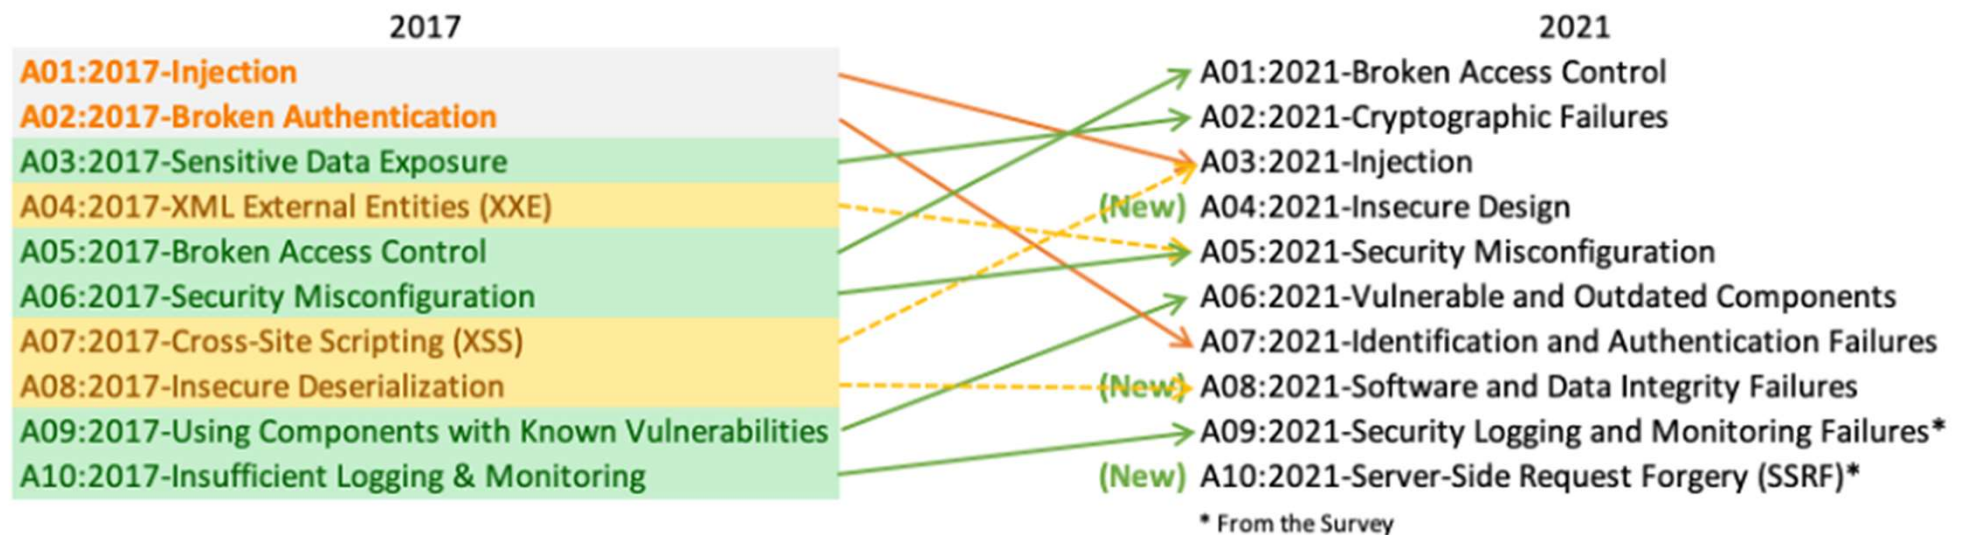 2017
A01:2017-Injection
A02:2017-Broken Authentication
A03:2017-Sensitive Data Exposure
A04:2017-XML External Entities (XXE)
A05:2017-Broken Access Control
A06:2017-Security Misconfiguration
A07:2017-Cross-Site Scripting (XSS)
A08:2017-Insecure Deserialization
A09:2017-Using Components with Known Vulnerabilities
A10:2017-Insufficient Logging & Monitoring
2021
A01:2021-Broken Access Control
A02:2021-Cryptographic Failures
A03:2021-Injection
(New) A04:2021-Insecure Design
A05:2021-Security Misconfiguration
A06:2021-Vulnerable and Outdated Components
A07:2021-Identification and Authentication Failures
(New) A08:2021-Software and Data Integrity Failures
A09:2021-Security Logging and Monitoring Failures*
(New) A10:2021-Server-Side Request Forgery (SSRF)*
* From the Survey